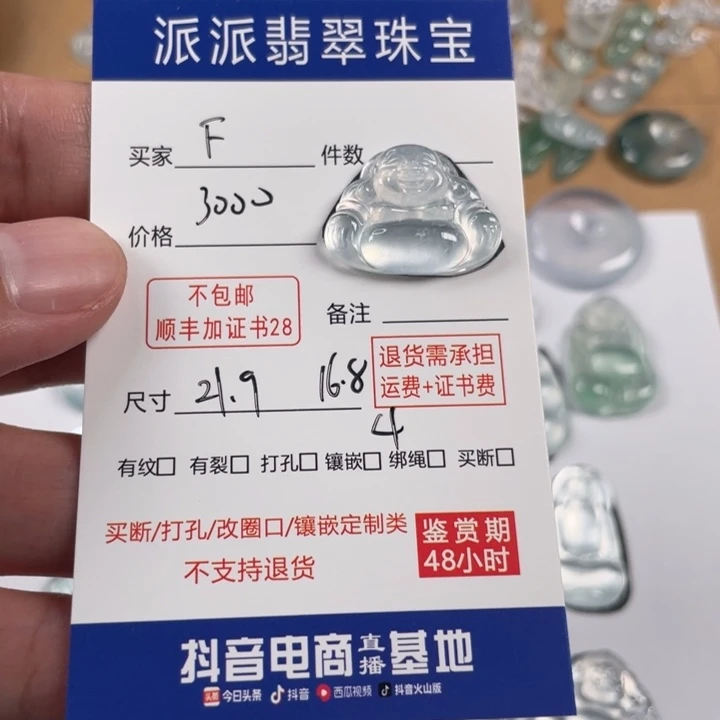 派派翡翠珠宝
买家 F 件数
价格 3000
不包邮
顺丰加证书28
备注
退货需承担
运费+证书费
尺寸 21.9 16.8 4
有纹□ 有裂□ 打孔□ 镶嵌□ 绑绳□ 买断□
买断/打孔/改圈口/镶嵌定制类
不支持退货
鉴赏期
48小时
抖音电商直播基地
头条 今日头条 抖音 西瓜视频 抖音火山版